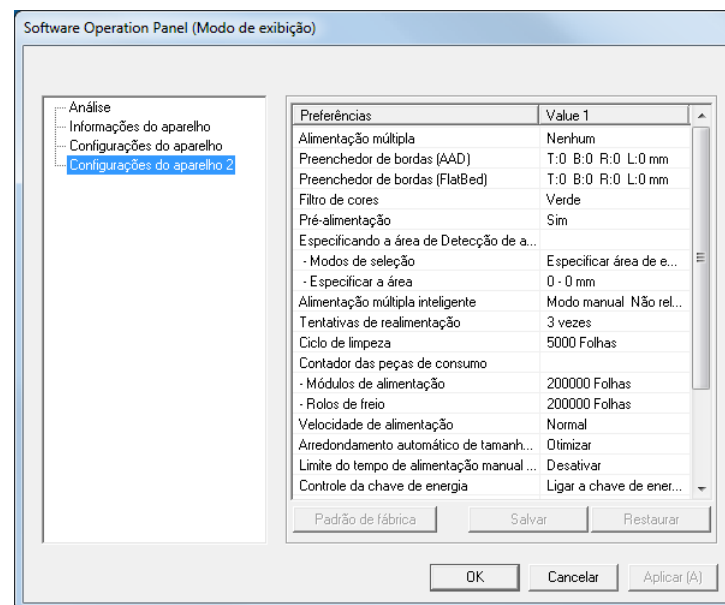 Software Operation Panel (Modo de exibição)
Análise
Informações do aparelho
Configurações do aparelho
Configurações do aparelho 2
Preferências Value 1
Alimentação múltipla Nenhum
Preenchedor de bordas (AAD) T:0 B:0 R:0 L:0 mm
Preenchedor de bordas (FlatBed) T:0 B:0 R:0 L:0 mm
Filtro de cores Verde
Pré-alimentação Sim
Especificando a área de Detecção de a...
- Modos de seleção Especificar área de e...
- Especificar a área 0 - 0 mm
Alimentação múltipla inteligente Modo manual Não rel...
Tentativas de realimentação 3 vezes
Ciclo de limpeza 5000 Folhas
Contador das peças de consumo
- Módulos de alimentação 200000 Folhas
- Rolos de freio 200000 Folhas
Velocidade de alimentação Normal
Arredondamento automático de tamanh... Otimizar
Limite do tempo de alimentação manual ... Desativar
Controle da chave de energia Ligar a chave de ener...
Padrão de fábrica Salvar Restaurar
OK Cancelar Aplicar (A)